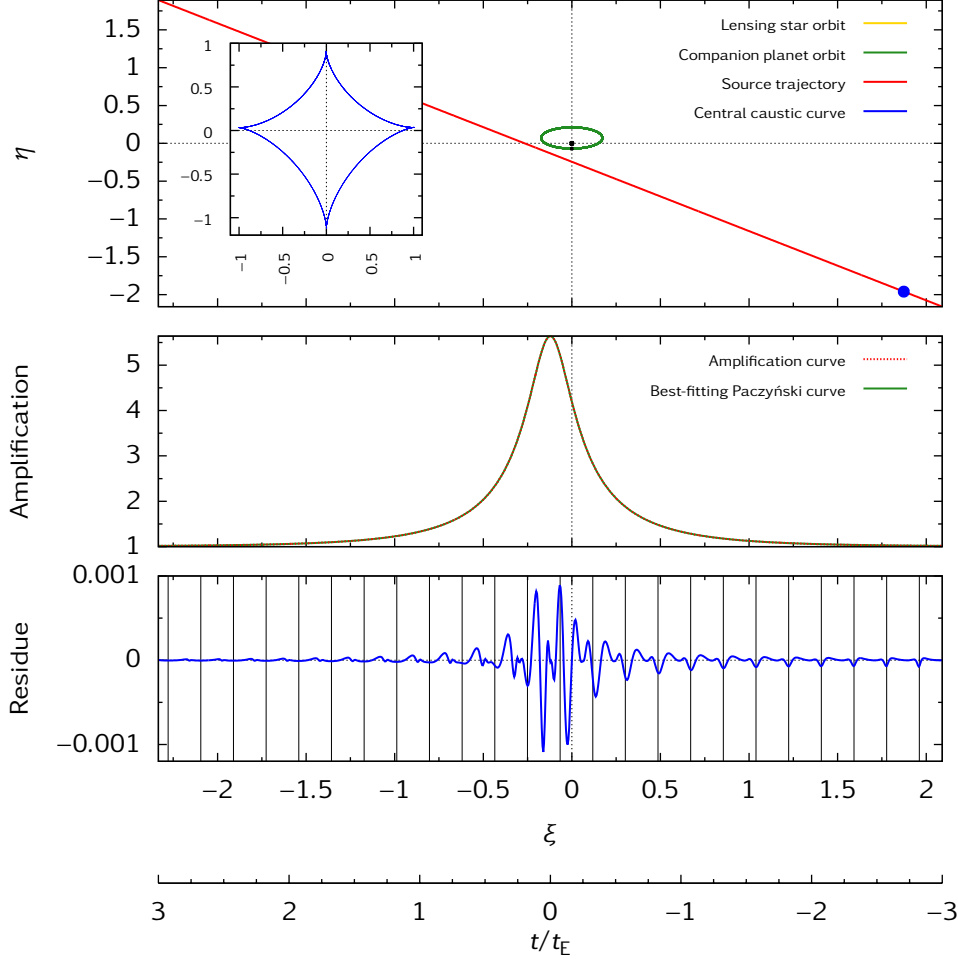 Lensing star orbit
Companion planet orbit
Source trajectory
Central caustic curve
η
1.5
1
0.5
0
−0.5
−1
−1.5
−2
1
0.5
0
−0.5
−1
−1
−0.5
0
0.5
1
Amplification curve
Best-fitting Paczyński curve
Amplification
5
4
3
2
1
Residue
0.001
0
−0.001
−2 −1.5 −1 −0.5 0 0.5 1 1.5 2
ξ
3 2 1 0 -1 -2 -3
t/tE